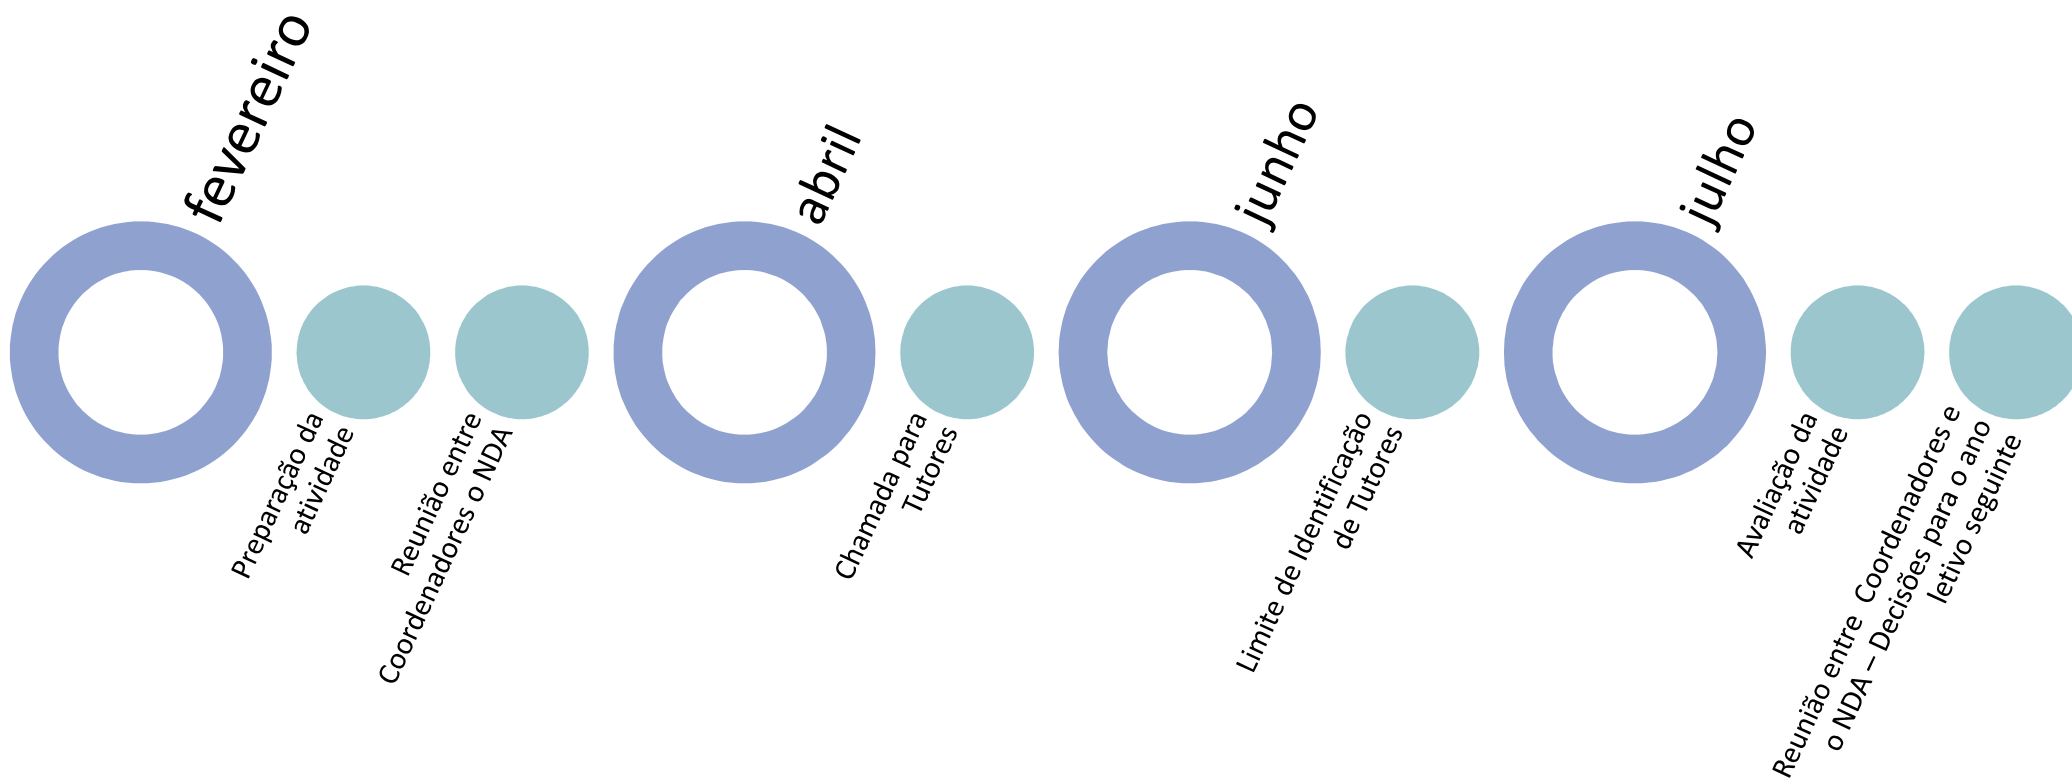 fevereiro
Preparação da
atividade
Reunião entre
Coordenadores o NDA
abril
Chamada para
Tutores
junho
Limite de Identificação
de Tutores
julho
Avaliação da
atividade
Reunião entre  Coordenadores e
o NDA – Decisões para o ano
letivo seguinte